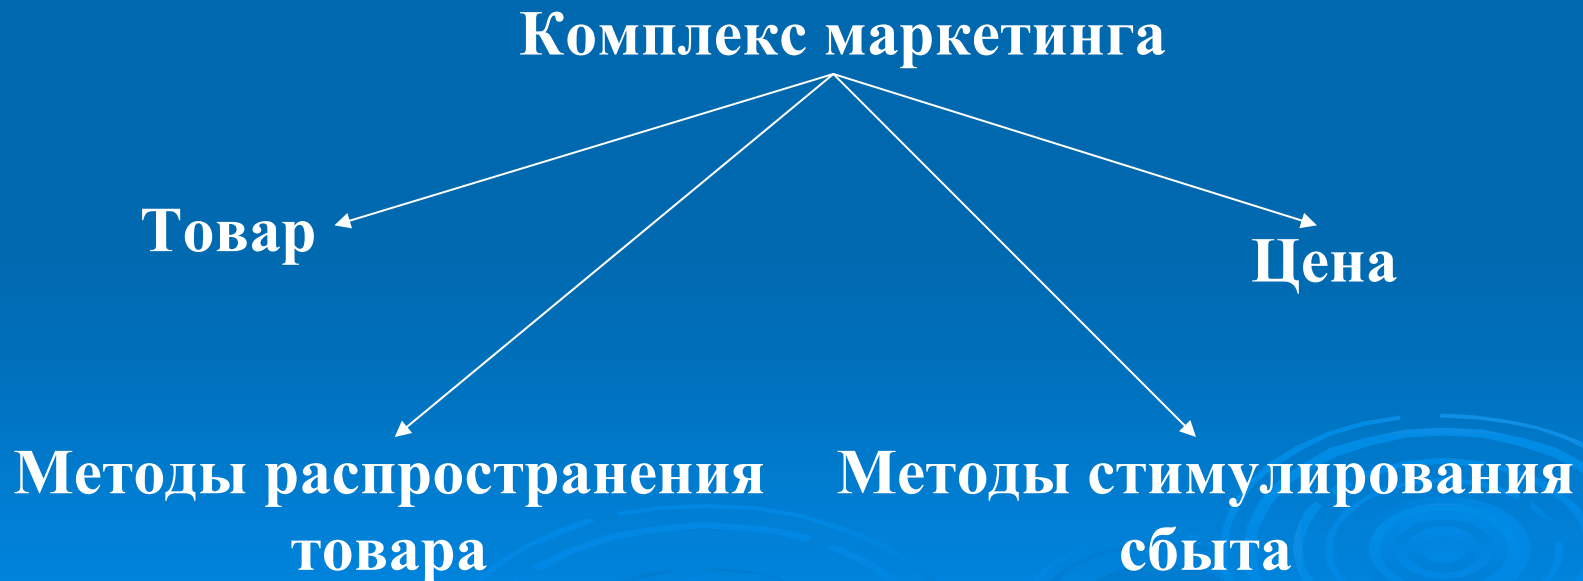 Комплекс маркетинга
Товар
Цена
Методы распространения
товара
Методы стимулирования
сбыта